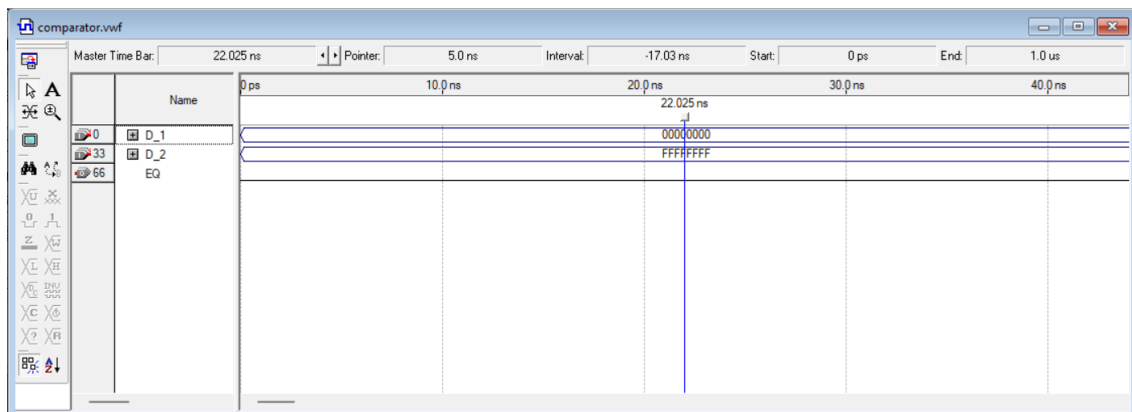 comparator.vwf
Master Time Bar: 22.025 ns Pointer: 5.0 ns Interval: -17.03 ns Start: 0 ps End: 1.0 us
A
Name
0 ps 10.0 ns 20.0 ns 30.0 ns 40.0 ns
22.025 ns
0 D_1 00000000
33 D_2 FFFFFFFF
66 EQ